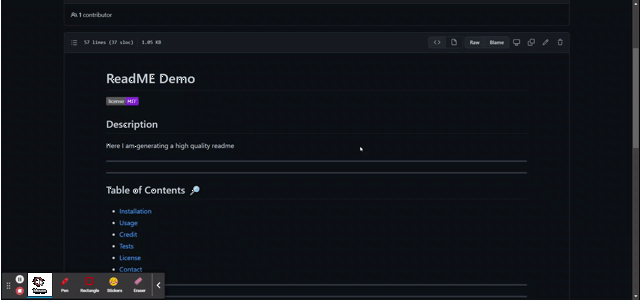 1 contributor
57 lines (37 sloc) 1.05 KB
Raw Blame
ReadME Demo
license MIT
Description
Here I am generating a high quality readme
Table of Contents 🔎
Installation
Usage
Credit
Tests
License
Contact
Pen Rectangle Stickers Eraser